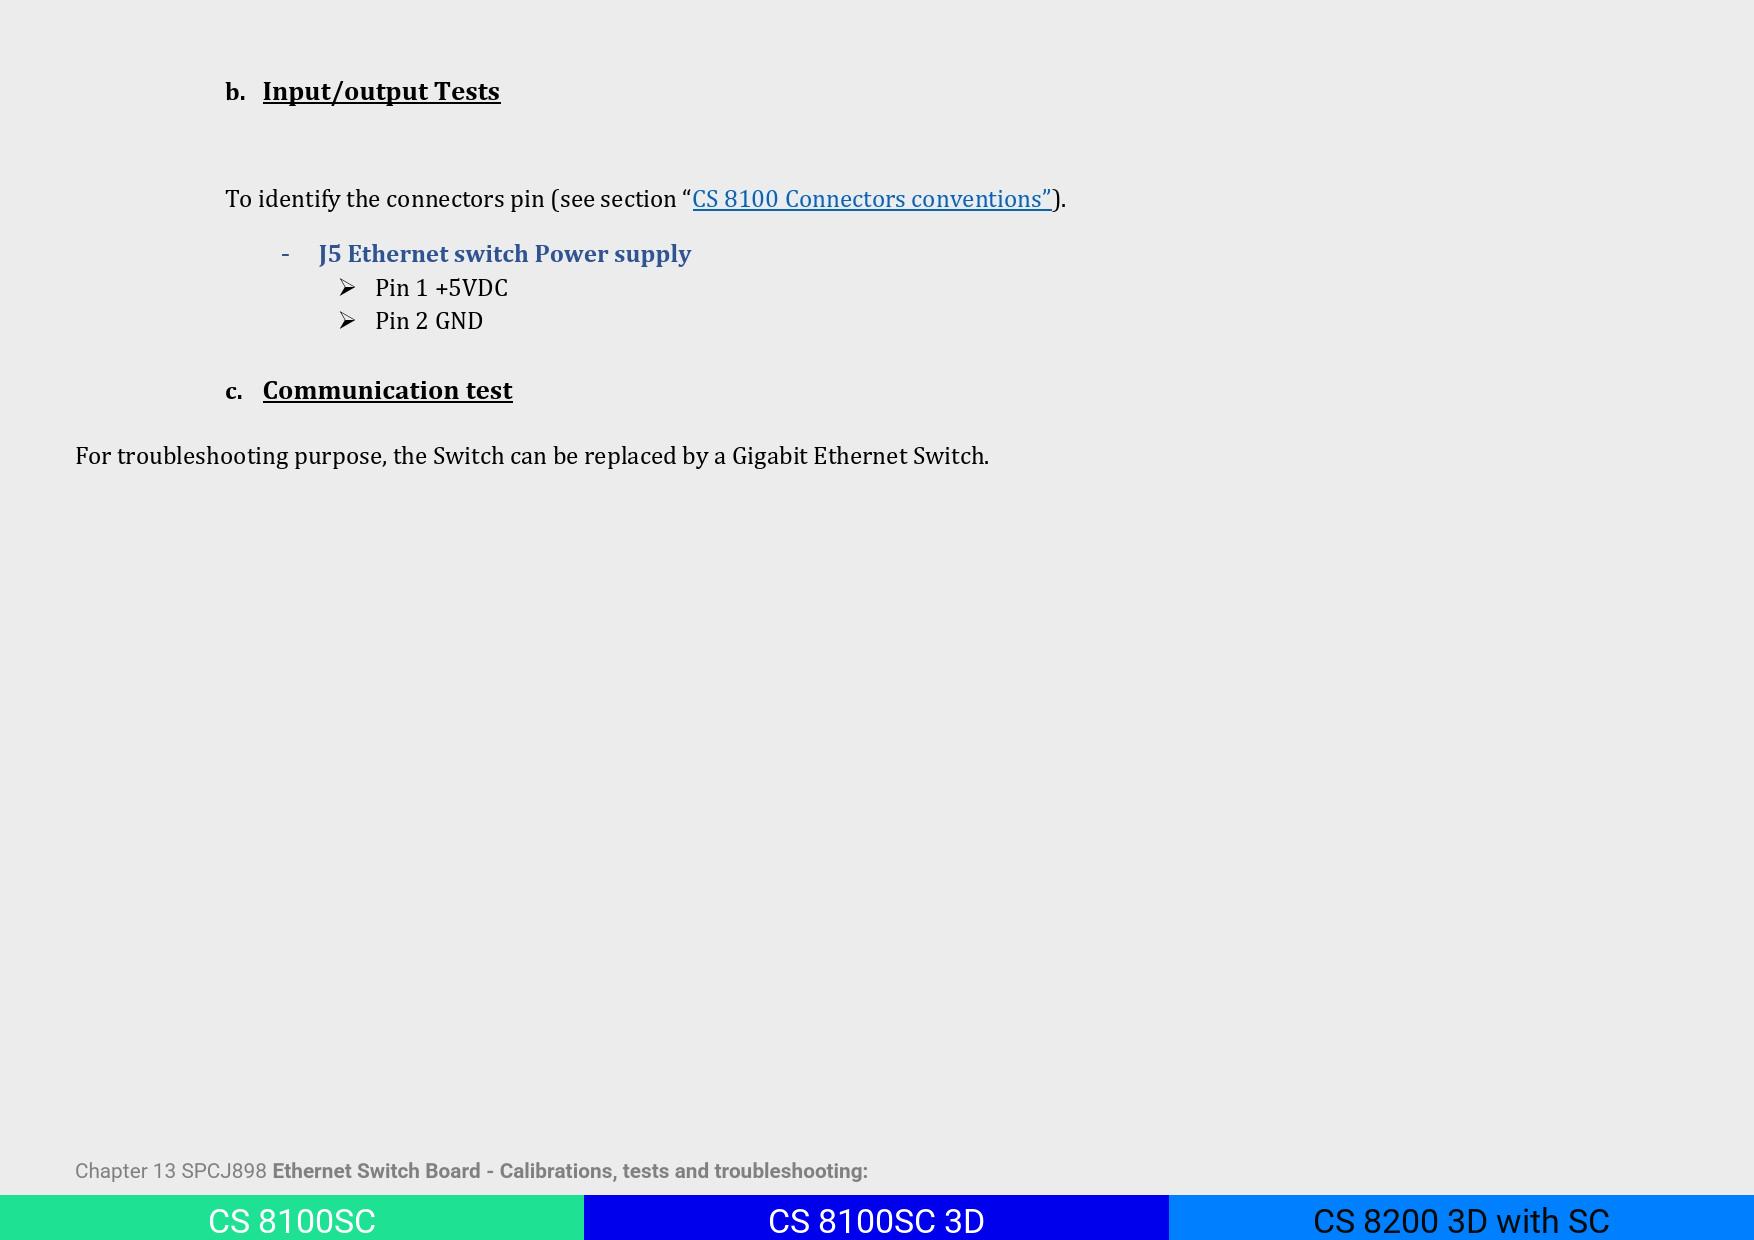 b. Input/output Tests
To identify the connectors pin (see section “CS 8100 Connectors conventions”).
- J5 Ethernet switch Power supply
➢ Pin 1 +5VDC
➢ Pin 2 GND
c. Communication test
For troubleshooting purpose, the Switch can be replaced by a Gigabit Ethernet Switch.
Chapter 13 SPCJ898 Ethernet Switch Board - Calibrations, tests and troubleshooting:
CS 8100SC CS 8100SC 3D CS 8200 3D with SC